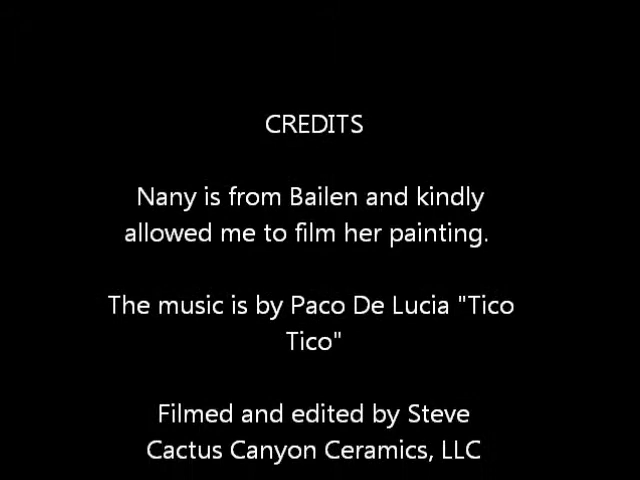 CREDITS
Nany is from Bailen and kindly
allowed me to film her painting.
The music is by Paco De Lucia "Tico
Tico"
Filmed and edited by Steve
Cactus Canyon Ceramics, LLC